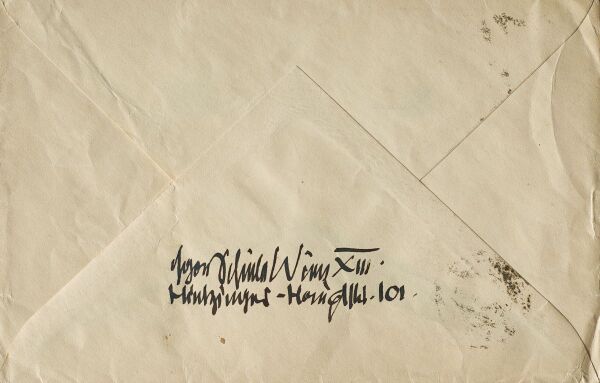 Egon Schiele Wien XIII.
Hietzinger-Hauptstr. 101.